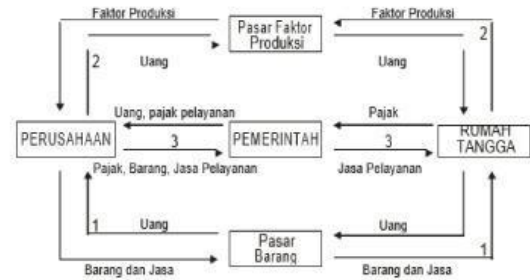 Faktor Produksi
Faktor Produksi
Pasar Faktor
Produksi
2
Uang
Uang
2
Uang, pajak pelayanan
Pajak
PERUSAHAAN
3
PEMERINTAH
3
RUMAH
TANGGA
Pajak, Barang, Jasa Pelayanan
Jasa Pelayanan
1
Uang
Uang
Pasar
Barang
1
Barang dan Jasa
Barang dan Jasa